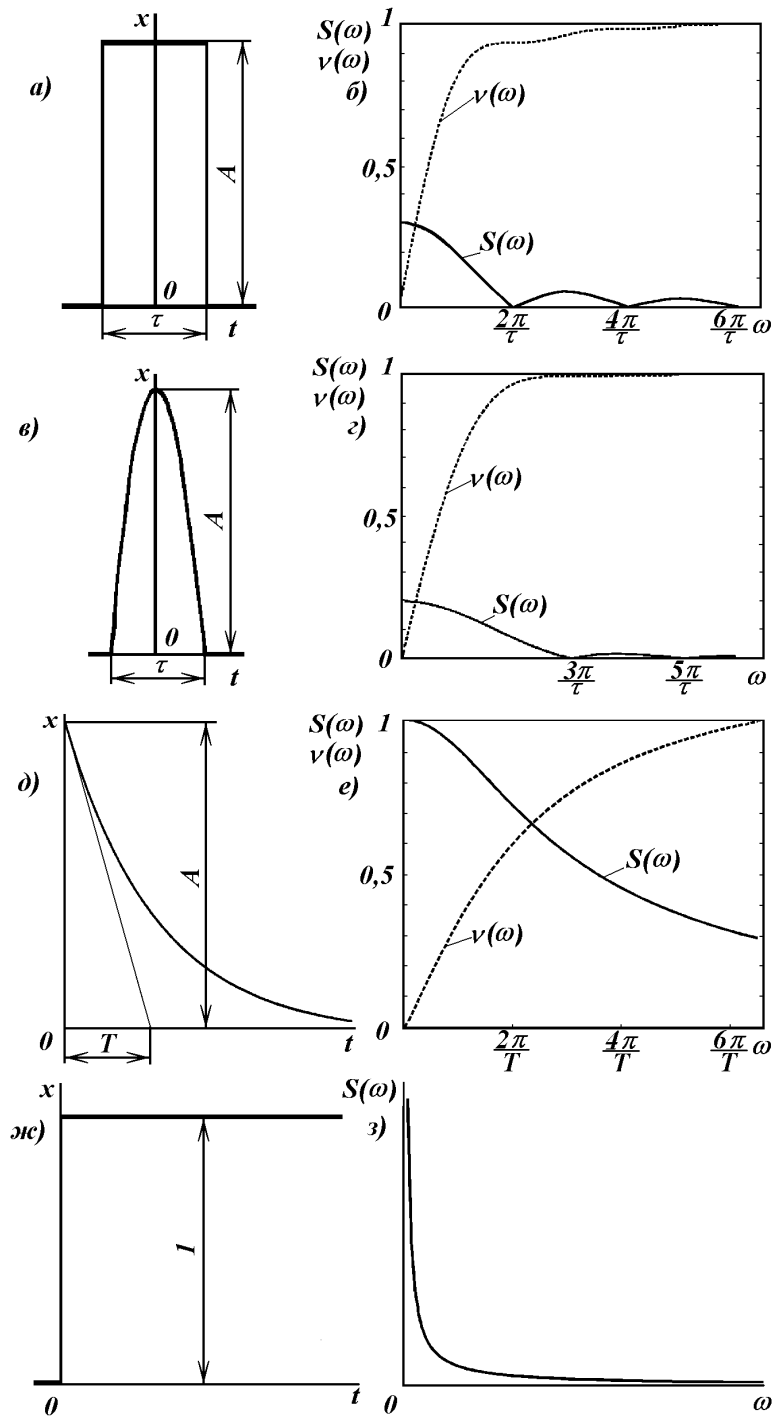 x
а)
A
0
τ
t
S(ω)
ν(ω)
б)
1
ν(ω)
0,5
S(ω)
0
2π/τ
4π/τ
6π/τ
ω
x
в)
A
0
τ
t
S(ω)
ν(ω)
г)
1
ν(ω)
0,5
S(ω)
0
3π/τ
5π/τ
ω
x
д)
A
0
T
t
S(ω)
ν(ω)
е)
1
0,5
S(ω)
ν(ω)
0
2π/T
4π/T
6π/T
ω
x
ж)
1
0
t
S(ω)
з)
0
ω